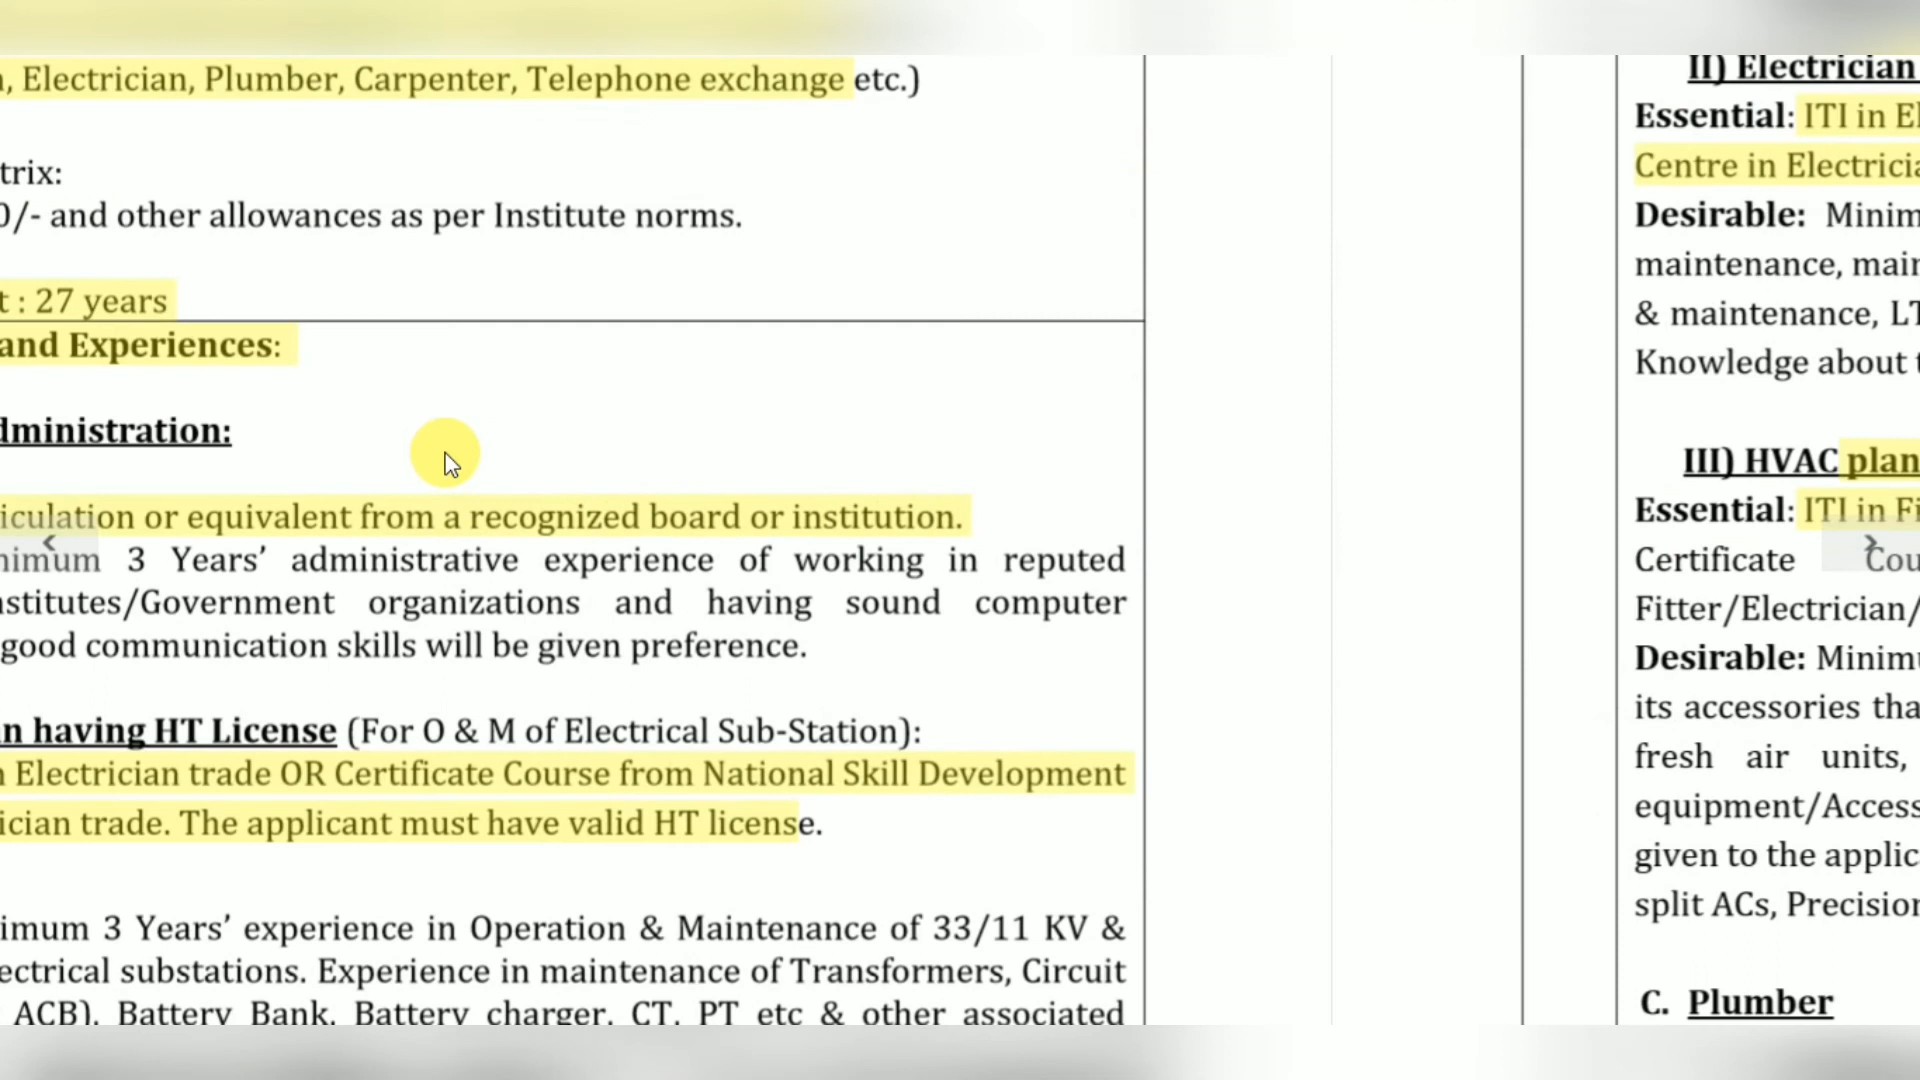 , Electrician, Plumber, Carpenter, Telephone exchange etc.)
trix:
0/- and other allowances as per Institute norms.
t : 27 years
and Experiences:
dministration:
iculation or equivalent from a recognized board or institution.
nimum 3 Years’ administrative experience of working in reputed
nstitutes/Government organizations and having sound computer
good communication skills will be given preference.
n having HT License (For O & M of Electrical Sub-Station):
n Electrician trade OR Certificate Course from National Skill Development
ician trade. The applicant must have valid HT license.
imum 3 Years’ experience in Operation & Maintenance of 33/11 KV &
ectrical substations. Experience in maintenance of Transformers, Circuit
ACB), Battery Bank, Battery charger, CT, PT etc & other associated
II) Electrician
Essential: ITI in El
Centre in Electricia
Desirable: Minim
maintenance, main
& maintenance, LT
Knowledge about t
III) HVAC plan
Essential: ITI in Fi
Certificate Cou
Fitter/Electrician/
Desirable: Minimu
its accessories tha
fresh air units,
equipment/Access
given to the applic
split ACs, Precision
C. Plumber